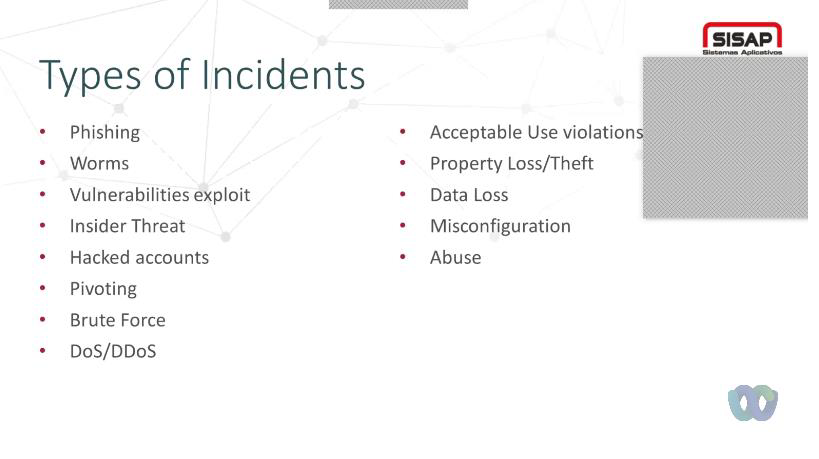 SISAP
Sistemas Aplicativos
Types of Incidents
• Phishing
• Worms
• Vulnerabilities exploit
• Insider Threat
• Hacked accounts
• Pivoting
• Brute Force
• DoS/DDoS
• Acceptable Use violations
• Property Loss/Theft
• Data Loss
• Misconfiguration
• Abuse